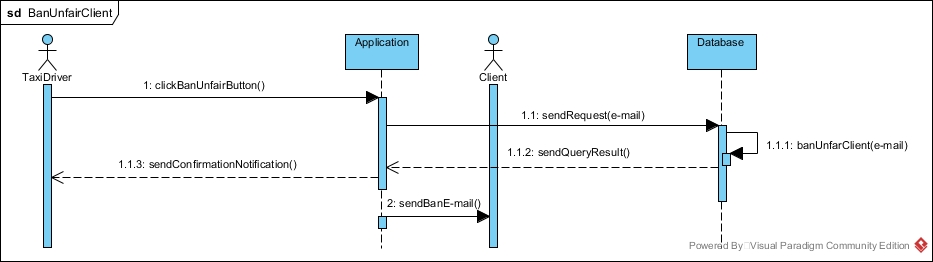 sd BanUnfairClient
TaxiDriver
Application
Client
Database
1: clickBanUnfairButton()
1.1: sendRequest(e-mail)
1.1.1: banUnfarClient(e-mail)
1.1.2: sendQueryResult()
1.1.3: sendConfirmationNotification()
2: sendBanE-mail()
Powered By Visual Paradigm Community Edition